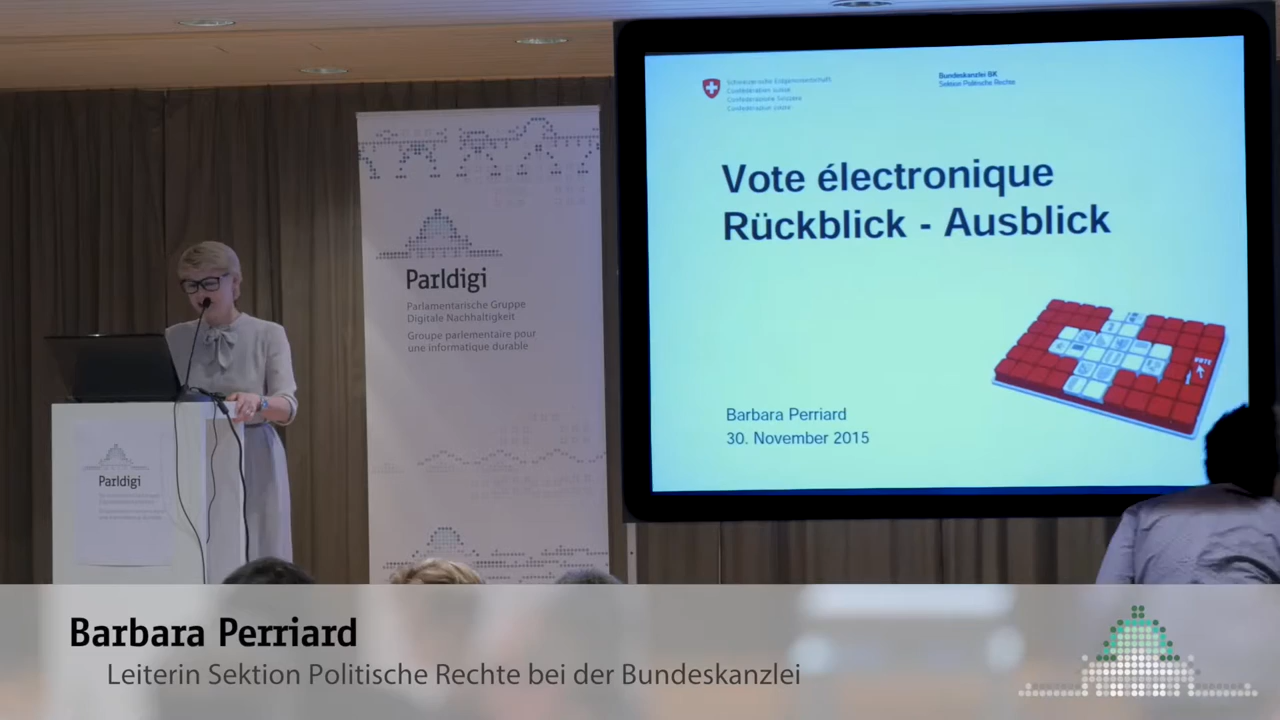 Schweizerische Eidgenossenschaft
Confédération suisse
Confederazione Svizzera
Confederaziun svizra
Bundeskanzlei BK
Sektion Politische Rechte
Vote électronique
Rückblick - Ausblick
VOTE
Barbara Perriard
30. November 2015
Parldigi
Parlamentarische Gruppe
Digitale Nachhaltigkeit
Groupe parlementaire pour
une informatique durable
Parldigi
Barbara Perriard
Leiterin Sektion Politische Rechte bei der Bundeskanzlei